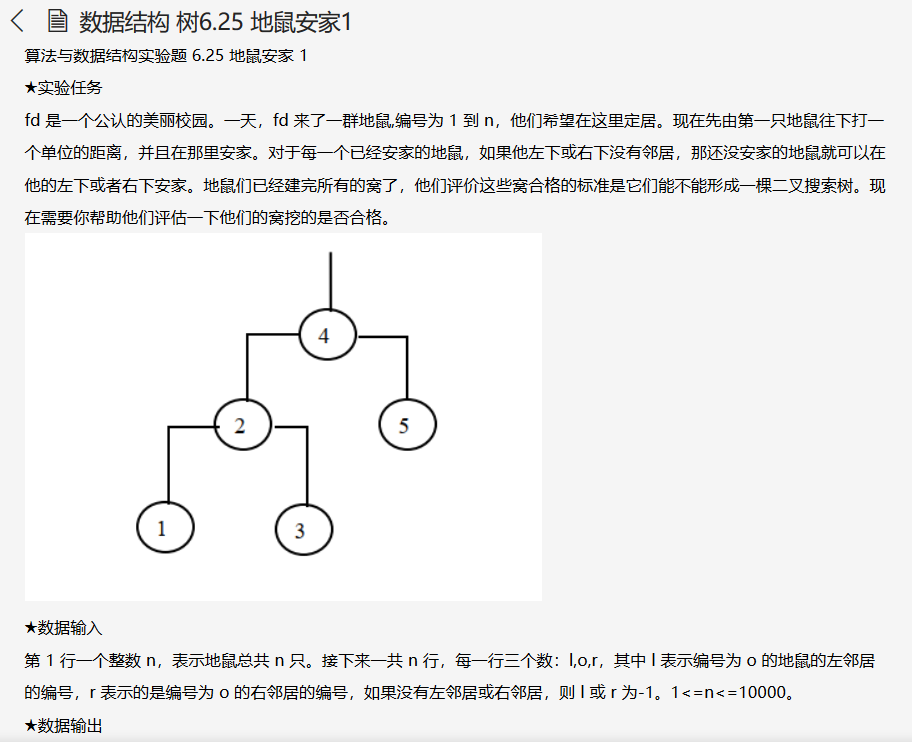 数据结构 树6.25 地鼠安家1
算法与数据结构实验题 6.25 地鼠安家 1
★实验任务
fd 是一个公认的美丽校园。一天，fd 来了一群地鼠,编号为 1 到 n，他们希望在这里定居。现在先由第一只地鼠往下打一
个单位的距离，并且在那里安家。对于每一个已经安家的地鼠，如果他左下或右下没有邻居，那还没安家的地鼠就可以在
他的左下或者右下安家。地鼠们已经建完所有的窝了，他们评价这些窝合格的标准是它们能不能形成一棵二叉搜索树。现
在需要你帮助他们评估一下他们的窝挖的是否合格。
4
2
5
1
3
★数据输入
第 1 行一个整数 n，表示地鼠总共 n 只。接下来一共 n 行，每一行三个数：l,o,r，其中 l 表示编号为 o 的地鼠的左邻居
的编号，r 表示的是编号为 o 的右邻居的编号，如果没有左邻居或右邻居，则 l 或 r 为-1。1<=n<=10000。
★数据输出